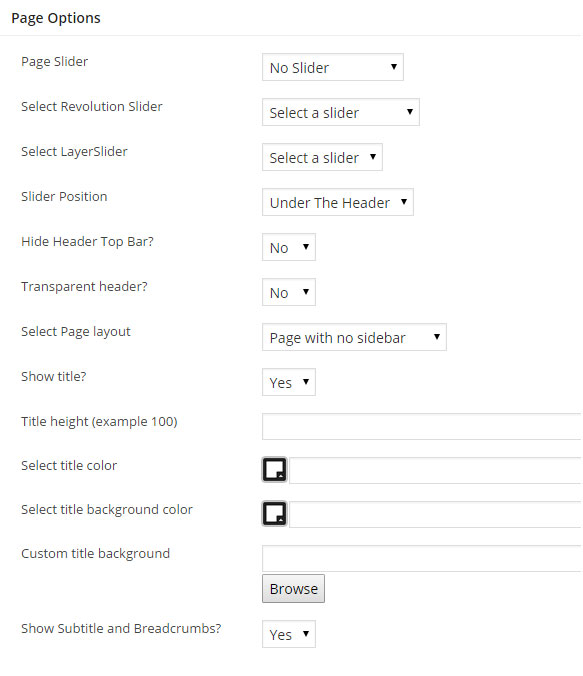 Page Options
Page Slider No Slider
Select Revolution Slider Select a slider
Select LayerSlider Select a slider
Slider Position Under The Header
Hide Header Top Bar? No
Transparent header? No
Select Page layout Page with no sidebar
Show title? Yes
Title height (example 100)
Select title color
Select title background color
Custom title background
Browse
Show Subtitle and Breadcrumbs? Yes